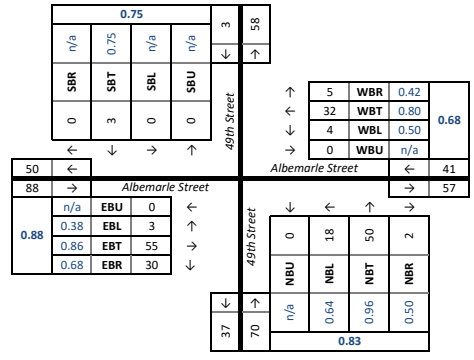 0.75
n/a 0.75 n/a n/a
SBR SBT SBL SBU
0 3 0 0
← ↓ → ↑
3 58
↓ ↑
49th Street
↑ 5 WBR 0.42
← 32 WBT 0.80
↓ 4 WBL 0.50
→ 0 WBU n/a
0.68
50 ←
Albemarle Street
← 41
88 →
Albemarle Street
→ 57
0.88
n/a EBU 0 ←
0.38 EBL 3 ↑
0.86 EBT 55 →
0.68 EBR 30 ↓
49th Street
↓ ↑
37 70
↓ ← ↑ →
0 18 50 2
NBU NBL NBT NBR
n/a 0.64 0.96 0.50
0.83